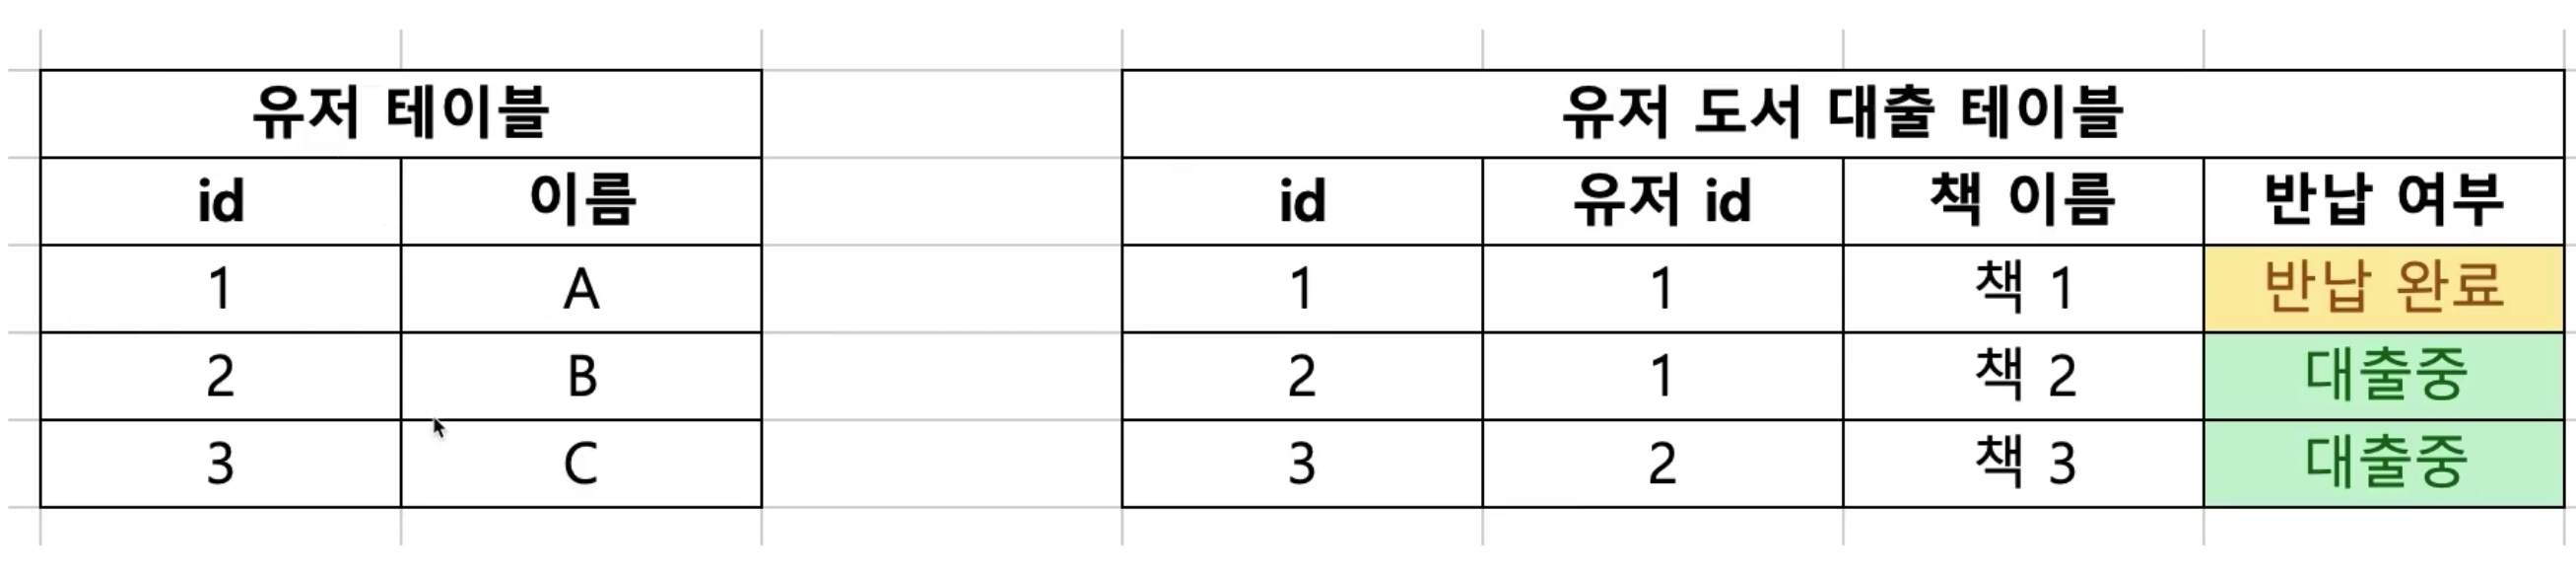 유저 테이블
id 이름
1 A
2 B
3 C
유저 도서 대출 테이블
id 유저 id 책 이름 반납 여부
1 1 책 1 반납 완료
2 1 책 2 대출중
3 2 책 3 대출중